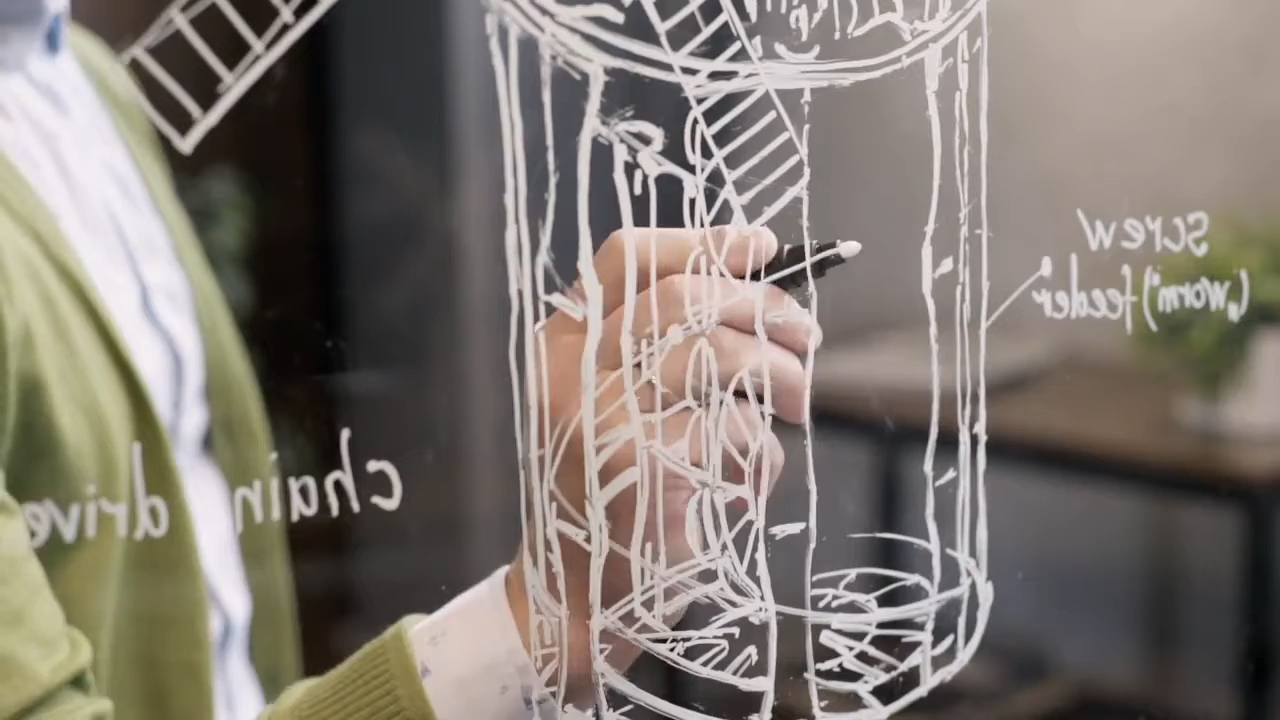 screw
(„worm") feeder
chain drive